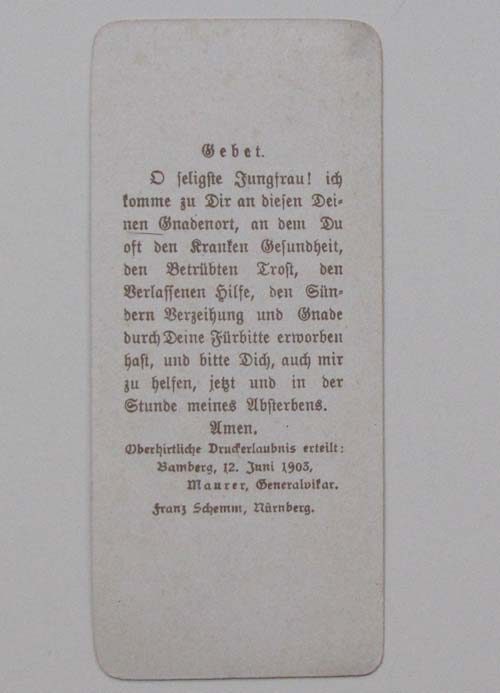 Gebet.
O seligste Jungfrau! ich
komme zu Dir an diesen Dei-
nen Gnadenort, an dem Du
oft den Kranken Gesundheit,
den Betrübten Trost, den
Verlassenen Hilfe, den Sün-
dern Verzeihung und Gnade
durch Deine Fürbitte erworben
hast, und bitte Dich, auch mir
zu helfen, jetzt und in der
Stunde meines Absterbens.
Amen.
Oberhirtliche Druckerlaubnis erteilt:
Bamberg, 12. Juni 1903,
Maurer, Generalvikar.
Franz Schemm, Nürnberg.